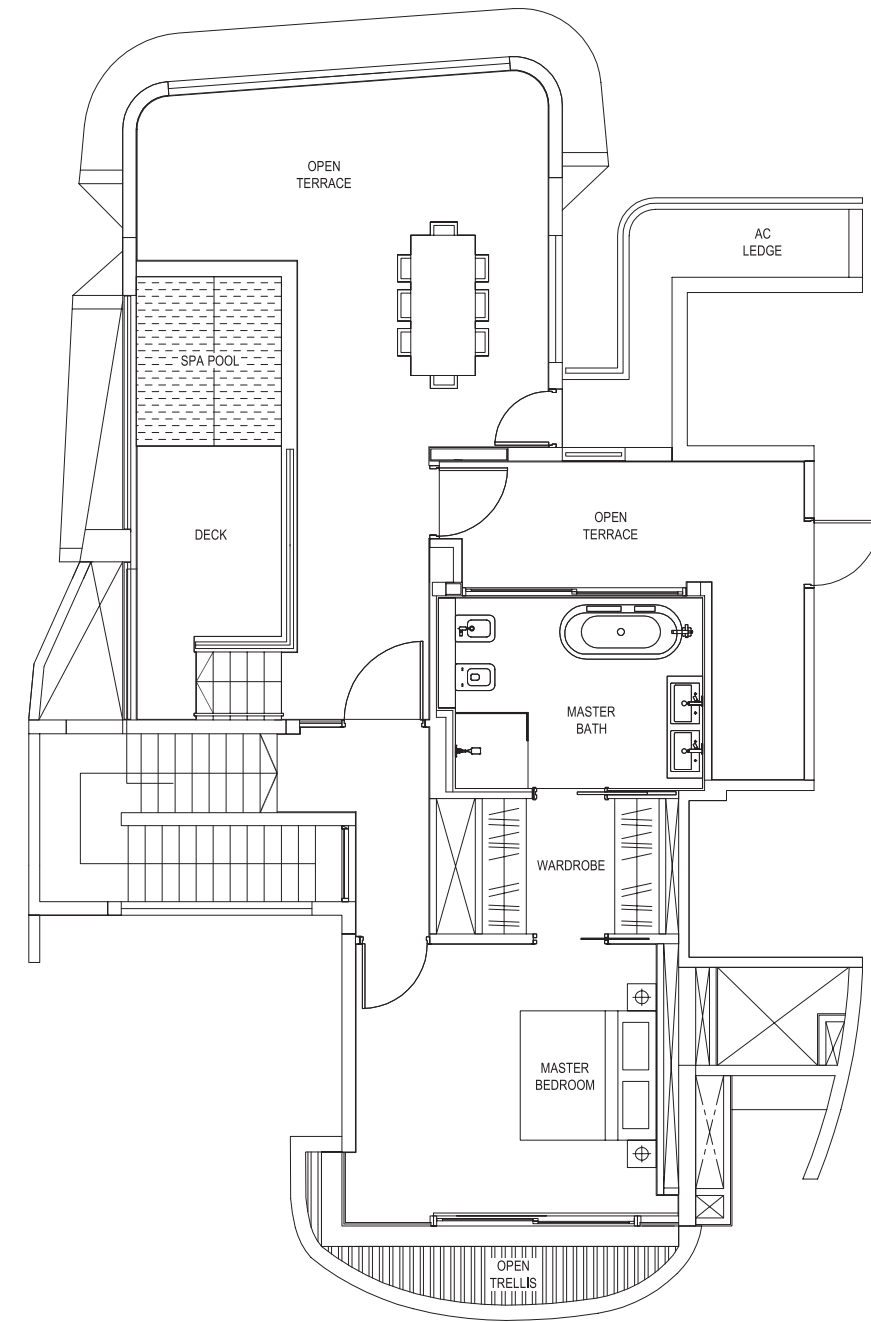 OPEN
TERRACE
AC
LEDGE
SPA POOL
DECK
OPEN
TERRACE
MASTER
BATH
WARDROBE
MASTER
BEDROOM
OPEN
TRELLIS